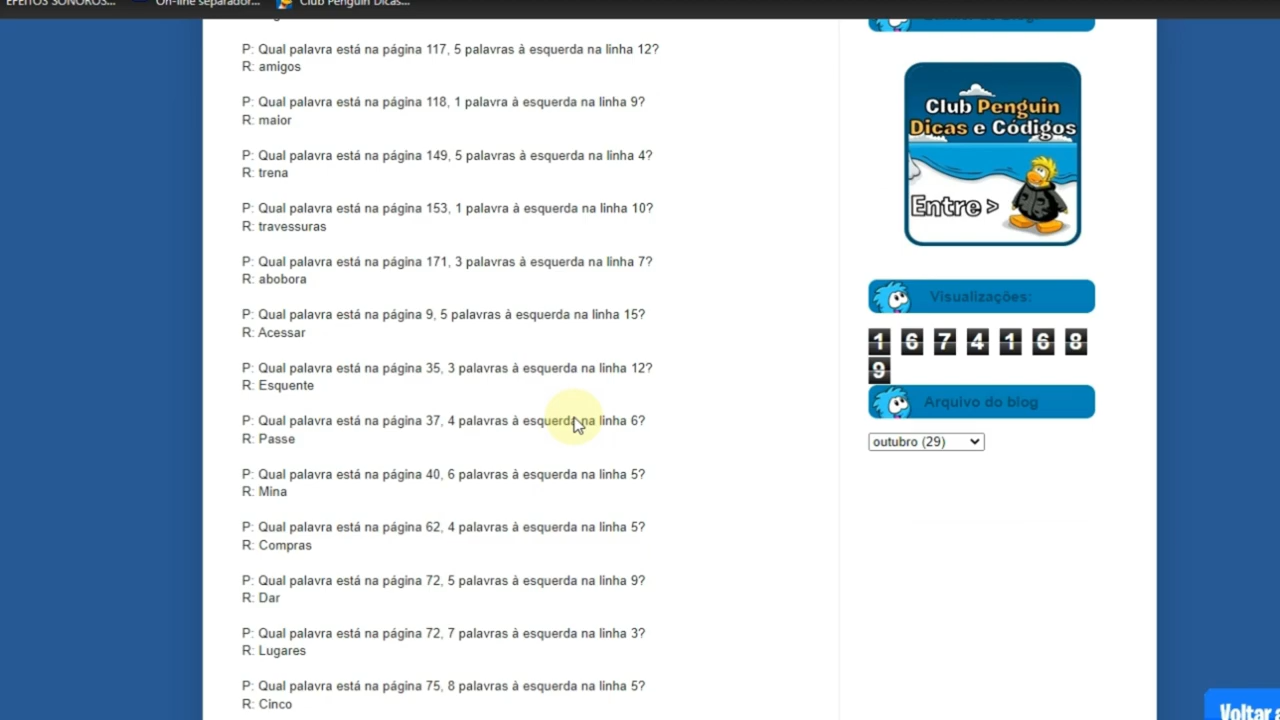 EFEITOS SONOROS...
On-line separador...
Club Penguin Dicas...
P: Qual palavra está na página 117, 5 palavras à esquerda na linha 12?
R: amigos
P: Qual palavra está na página 118, 1 palavra à esquerda na linha 9?
R: maior
P: Qual palavra está na página 149, 5 palavras à esquerda na linha 4?
R: trena
P: Qual palavra está na página 153, 1 palavra à esquerda na linha 10?
R: travessuras
P: Qual palavra está na página 171, 3 palavras à esquerda na linha 7?
R: abobora
P: Qual palavra está na página 9, 5 palavras à esquerda na linha 15?
R: Acessar
P: Qual palavra está na página 35, 3 palavras à esquerda na linha 12?
R: Esquente
P: Qual palavra está na página 37, 4 palavras à esquerda na linha 6?
R: Passe
P: Qual palavra está na página 40, 6 palavras à esquerda na linha 5?
R: Mina
P: Qual palavra está na página 62, 4 palavras à esquerda na linha 5?
R: Compras
P: Qual palavra está na página 72, 5 palavras à esquerda na linha 9?
R: Dar
P: Qual palavra está na página 72, 7 palavras à esquerda na linha 3?
R: Lugares
P: Qual palavra está na página 75, 8 palavras à esquerda na linha 5?
R: Cinco
Club Penguin
Dicas e Códigos
Entre >
Visualizações:
1 6 7 4 1 6 8
9
Arquivo do blog
outubro (29)
Voltar a